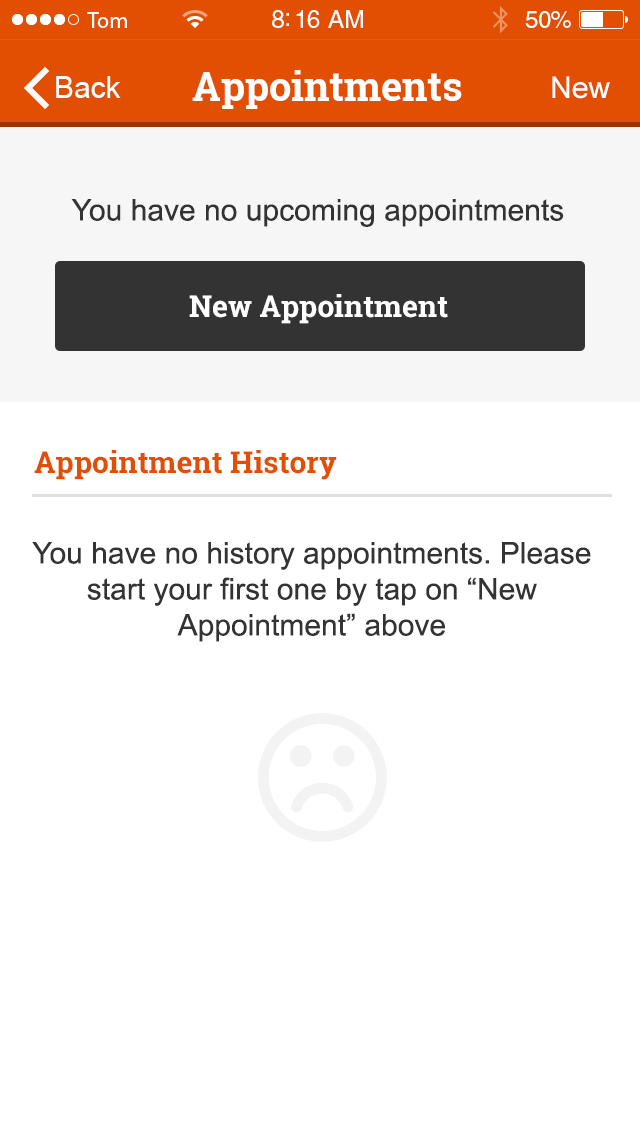 Tom 8:16 AM 50%
Back Appointments New
You have no upcoming appointments
New Appointment
Appointment History
You have no history appointments. Please
start your first one by tap on “New
Appointment” above